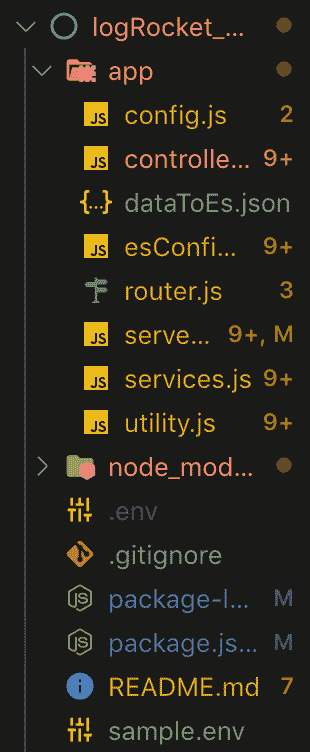 logRocket_...
app
JS config.js 2
JS controlle... 9+
{..} dataToEs.json
JS esConfi... 9+
router.js 3
JS serve... 9+, M
JS services.js 9+
JS utility.js 9+
node_mod...
.env
.gitignore
JS package-l... M
JS package.js... M
i README.md 7
sample.env